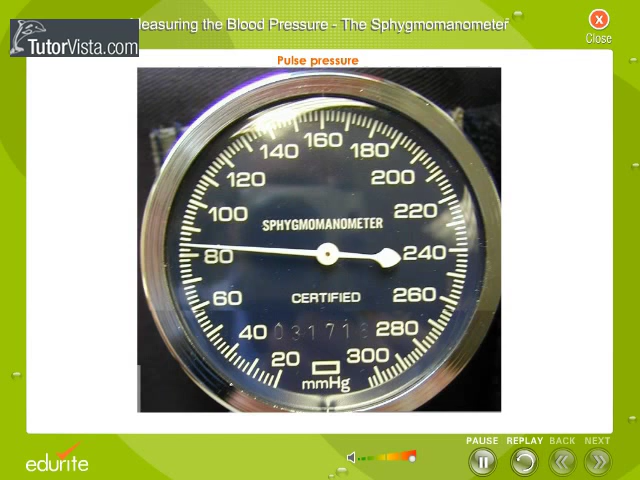 Measuring the Blood Pressure - The Sphygmomanometer
Close
TutorVista.com
Pulse pressure
160
140
180
120
200
100
220
SPHYGMOMANOMETER
80
240
60
CERTIFIED
260
40
280
20
300
mmHg
PAUSE REPLAY BACK NEXT
edurite